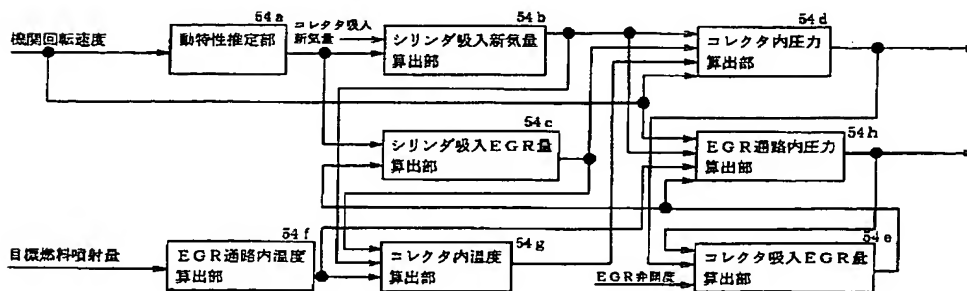 機関回転速度
54a
動特性推定部
コレクタ吸入
新気量
54b
シリンダ吸入新気量
算出部
54d
コレクタ内圧力
算出部
54c
シリンダ吸入EGR量
算出部
54h
EGR通路内圧力
算出部
目標燃料噴射量
54f
EGR通路内温度
算出部
54g
コレクタ内温度
算出部
54e
コレクタ吸入EGR量
算出部
EGR弁開度